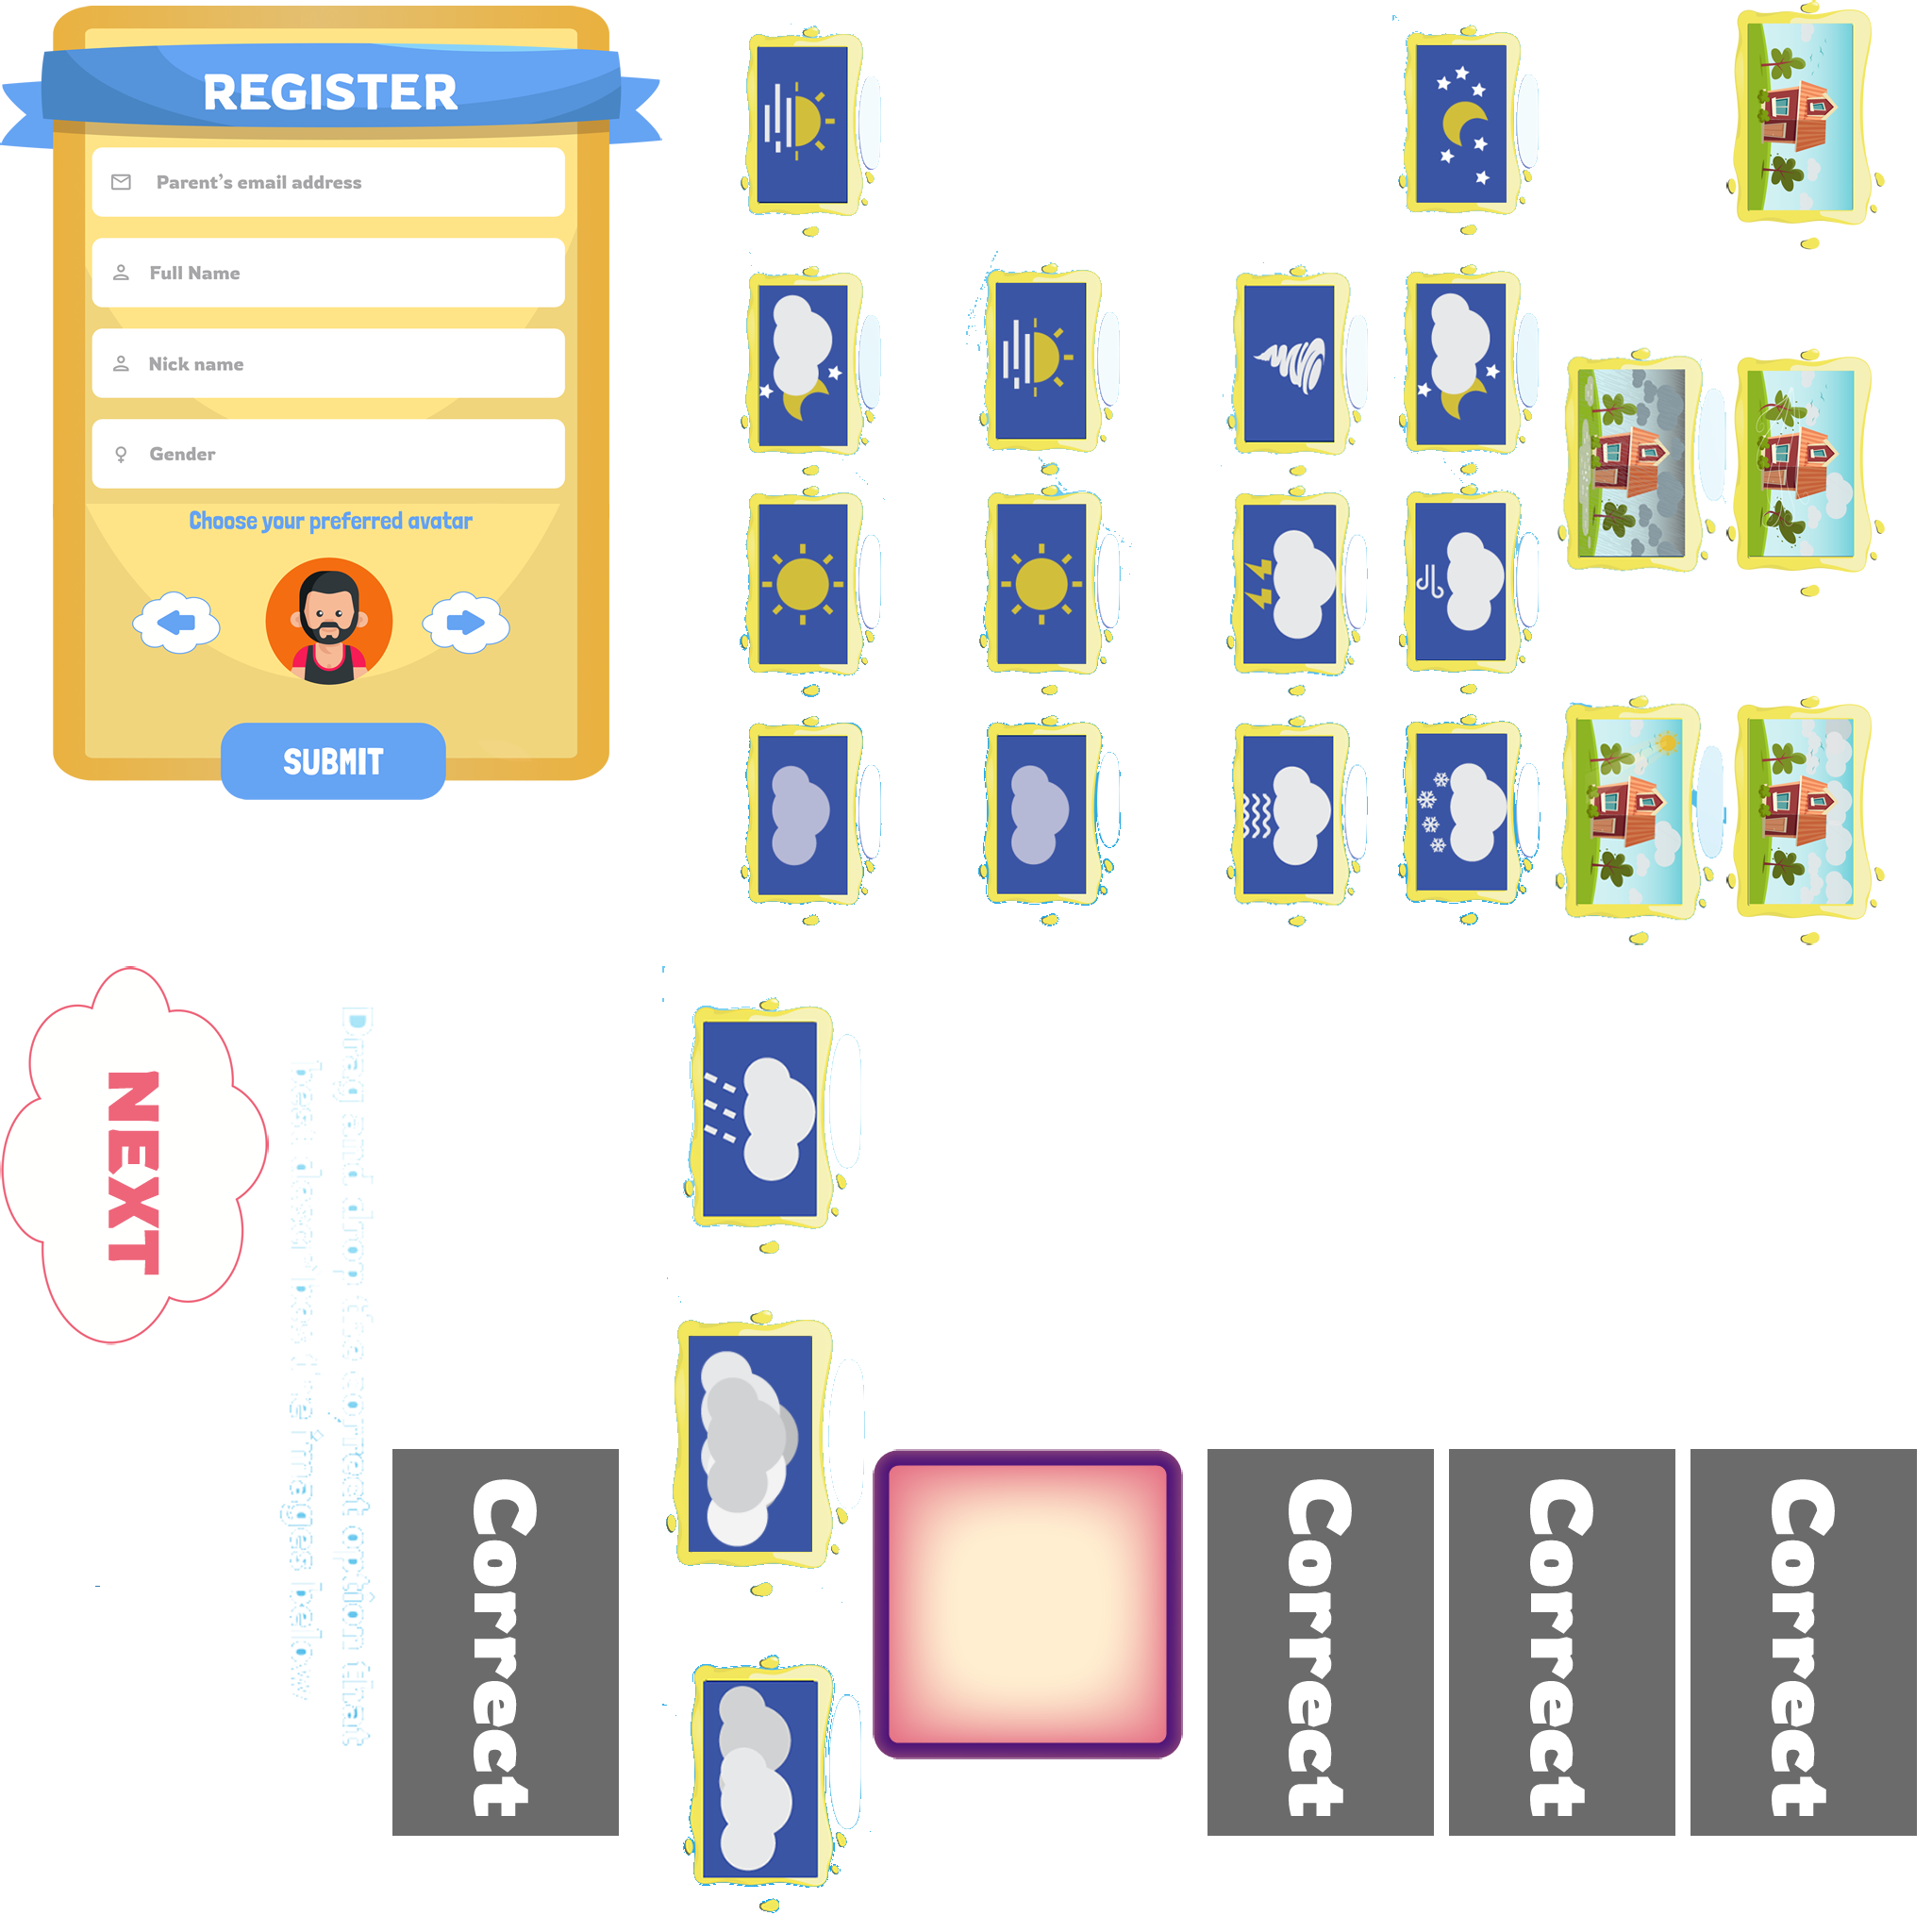 REGISTER
Parent's email address
Full Name
Nick name
Gender
Choose your preferred avatar
SUBMIT
NEXT
Drag and drop the correct option that
best describes the images below.
Correct
Correct
Correct
Correct